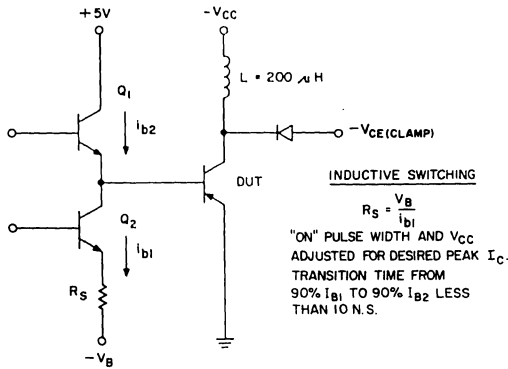 +5V
-VCC
L = 200 μH
Q1
ib2
-VCE(CLAMP)
DUT
INDUCTIVE SWITCHING
RS = VB / ib1
Q2
ib1
"ON" PULSE WIDTH AND VCC
ADJUSTED FOR DESIRED PEAK IC.
TRANSITION TIME FROM
90% IB1 TO 90% IB2 LESS
THAN 10 N.S.
RS
-VB